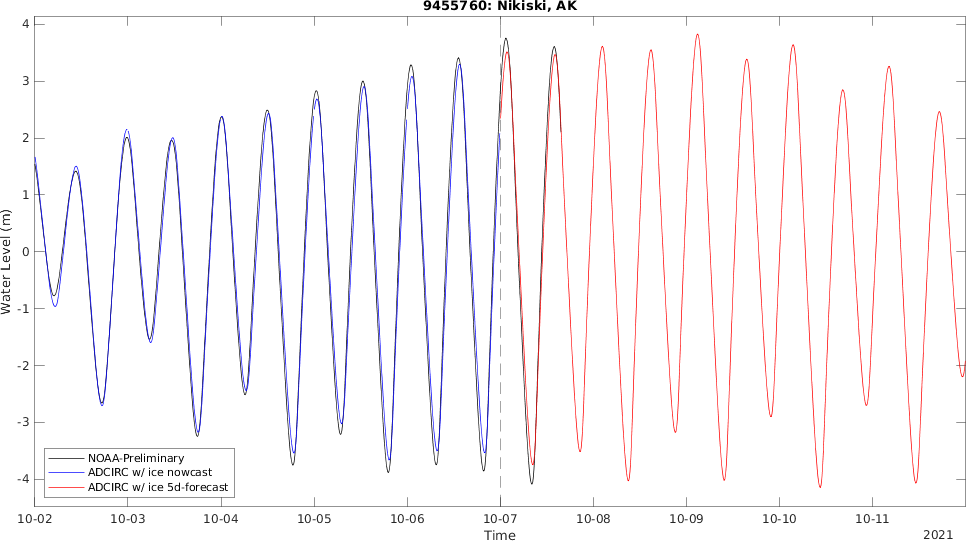 9455760: Nikiski, AK
4
3
2
1
0
-1
-2
-3
-4
Water Level (m)
NOAA-Preliminary
ADCIRC w/ ice nowcast
ADCIRC w/ ice 5d-forecast
10-02 10-03 10-04 10-05 10-06 10-07 10-08 10-09 10-10 10-11
Time
2021